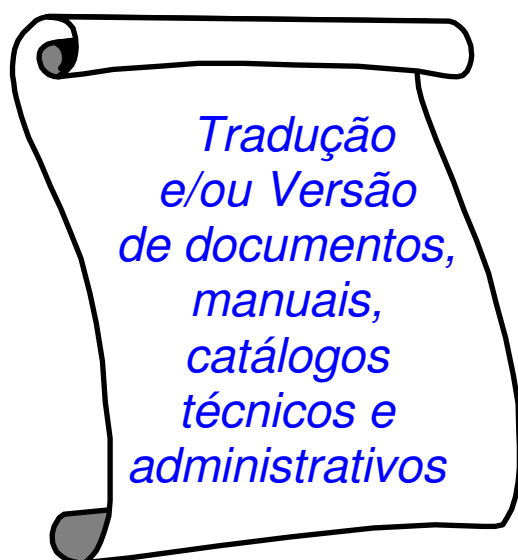 Tradução
e/ou Versão
de documentos,
manuais,
catálogos
técnicos e
administrativos